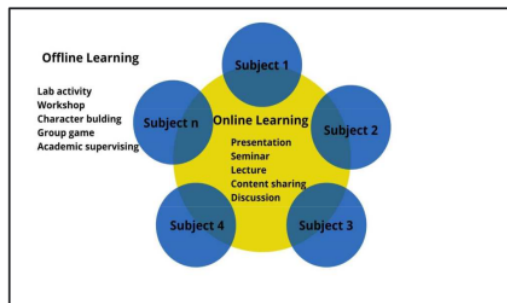 Offline Learning
Lab activity
Workshop
Character bulding
Group game
Academic supervising
Subject 1
Subject n
Subject 2
Online Learning
Presentation
Seminar
Lecture
Content sharing
Discussion
Subject 4
Subject 3